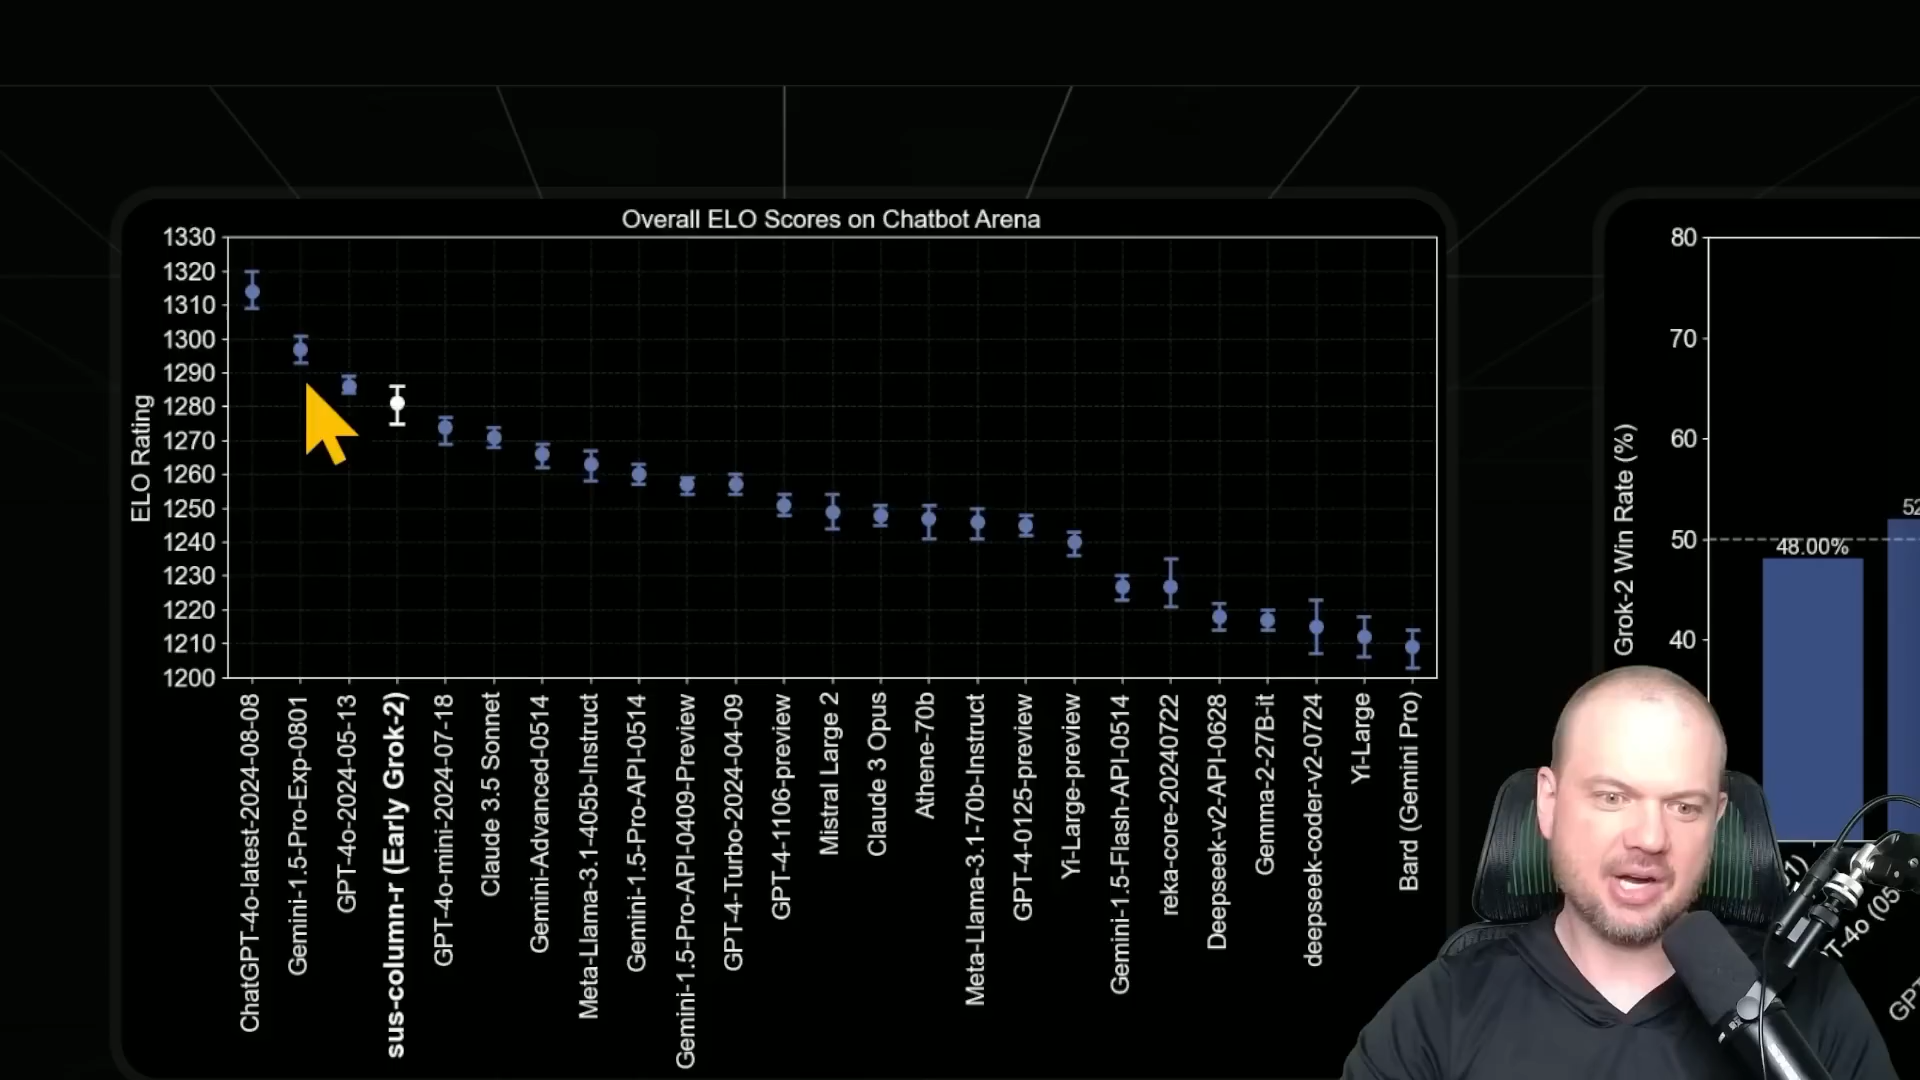 Overall ELO Scores on Chatbot Arena
ELO Rating
1330
1320
1310
1300
1290
1280
1270
1260
1250
1240
1230
1220
1210
1200
ChatGPT-4o-latest-2024-08-08
Gemini-1.5-Pro-Exp-0801
GPT-4o-2024-05-13
sus-column-r (Early Grok-2)
GPT-4o-mini-2024-07-18
Claude 3.5 Sonnet
Gemini-Advanced-0514
Meta-Llama-3.1-405b-Instruct
Gemini-1.5-Pro-API-0514
Gemini-1.5-Pro-API-0409-Preview
GPT-4-Turbo-2024-04-09
GPT-4-1106-preview
Mistral Large 2
Claude 3 Opus
Athene-70b
Meta-Llama-3.1-70b-Instruct
GPT-4-0125-preview
Yi-Large-preview
Gemini-1.5-Flash-API-0514
reka-core-20240722
Deepseek-v2-API-0628
Gemma-2-27B-it
deepseek-coder-v2-0724
Yi-Large
Bard (Gemini Pro)
Grok-2 Win Rate (%)
80
70
60
50
40
48.00%
52
T-4o (05
GPT